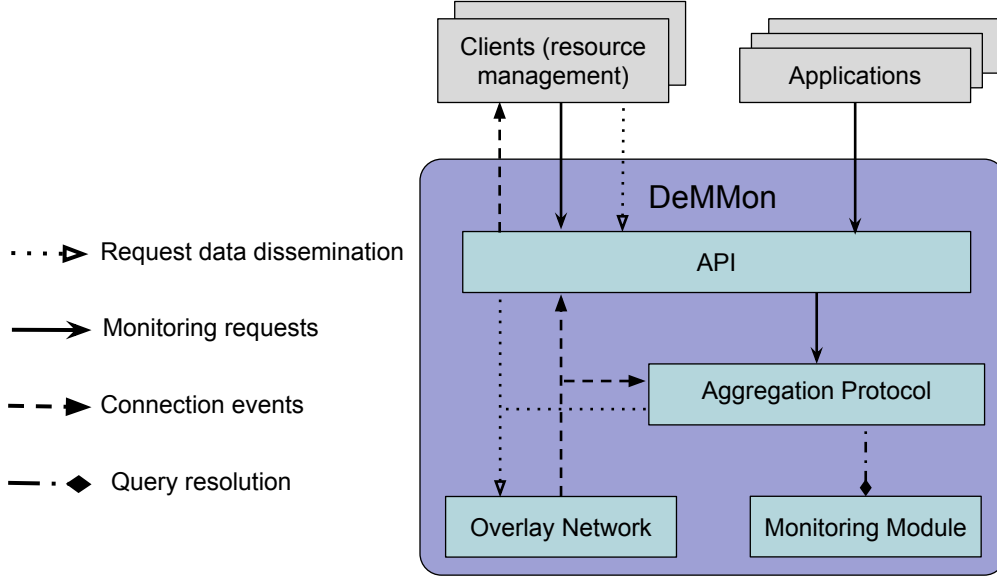 Clients (resource
management)
Applications
DeMMon
Request data dissemination
API
Monitoring requests
Aggregation Protocol
Connection events
Query resolution
Overlay Network
Monitoring Module